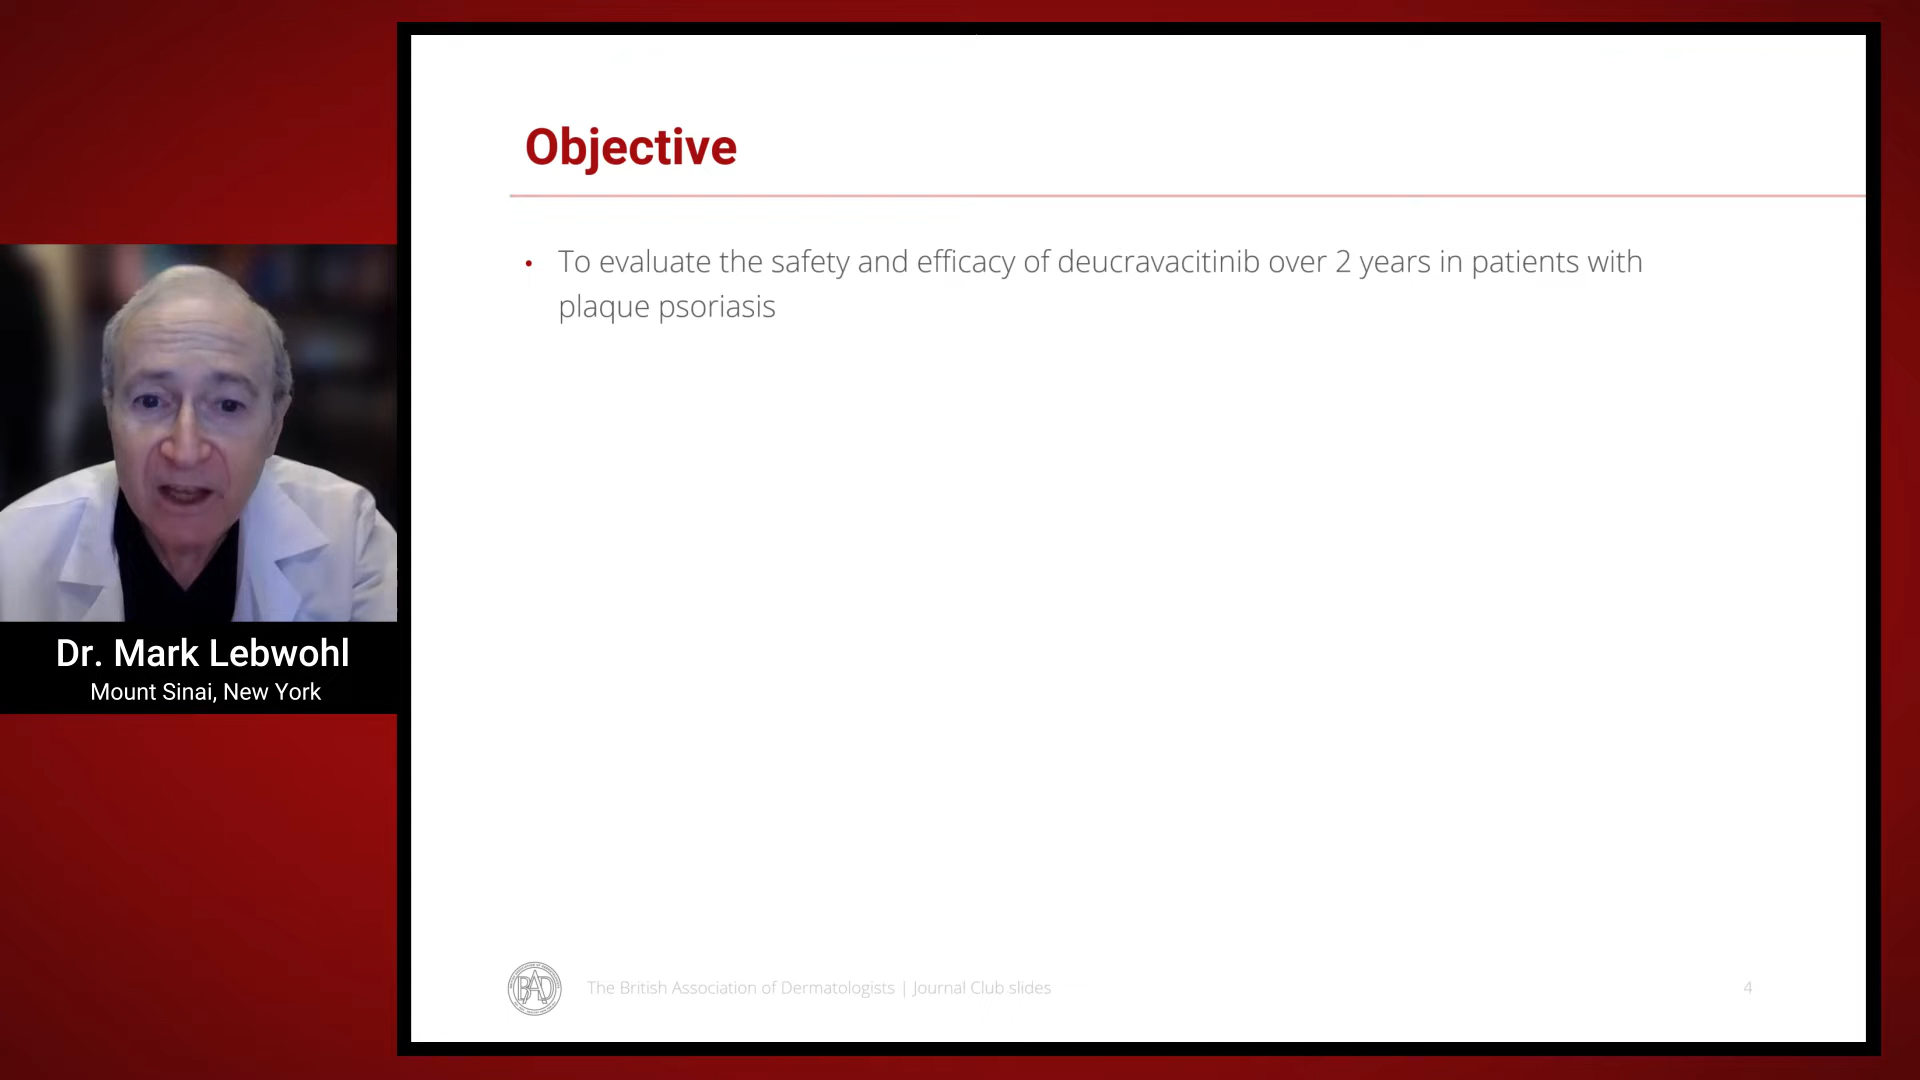 Objective
• To evaluate the safety and efficacy of deucravacitinib over 2 years in patients with
plaque psoriasis
Dr. Mark Lebwohl
Mount Sinai, New York
BAD
The British Association of Dermatologists | Journal Club slides
4